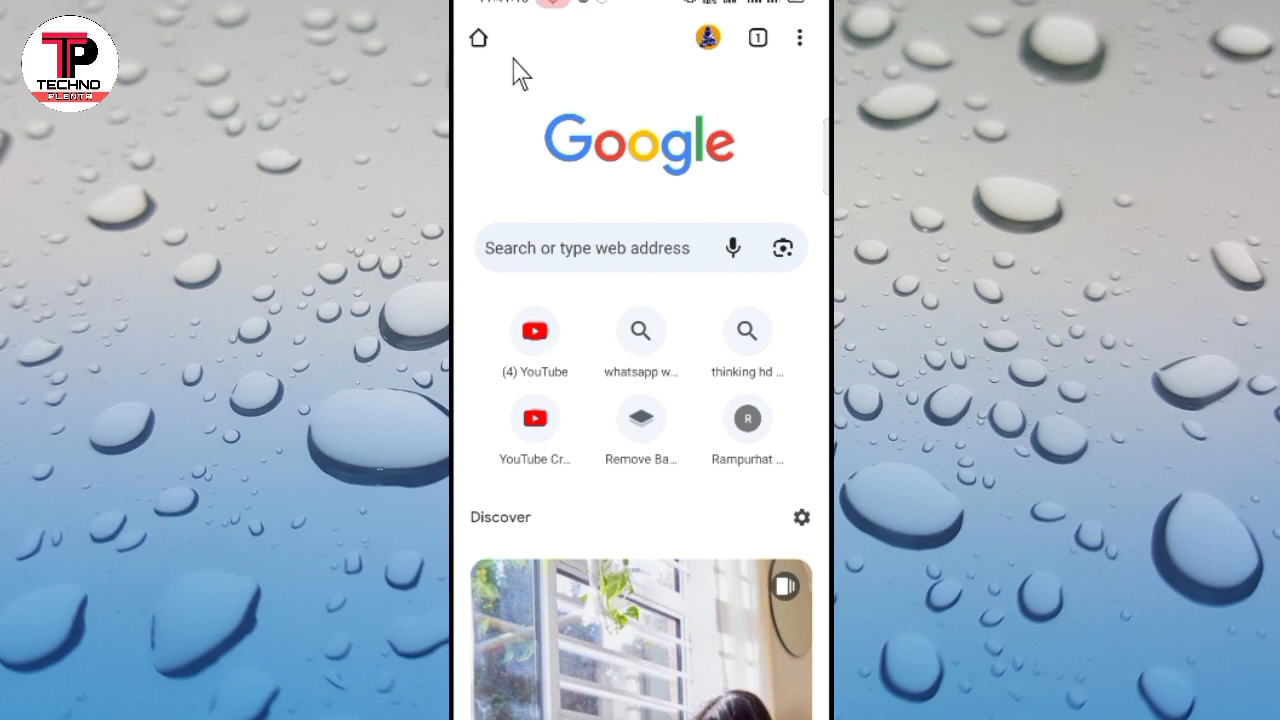 TP
TECHNO
1
Google
Search or type web address
(4) YouTube
whatsapp w...
thinking hd ...
R
YouTube Cr...
Remove Ba...
Rampurhat ...
Discover